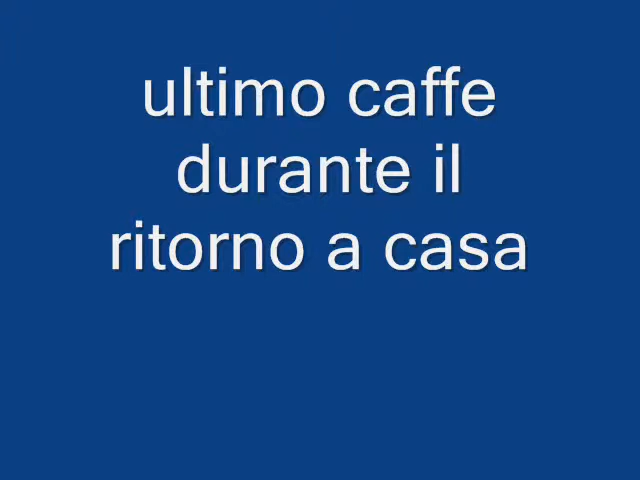 ultimo caffe
durante il
ritorno a casa